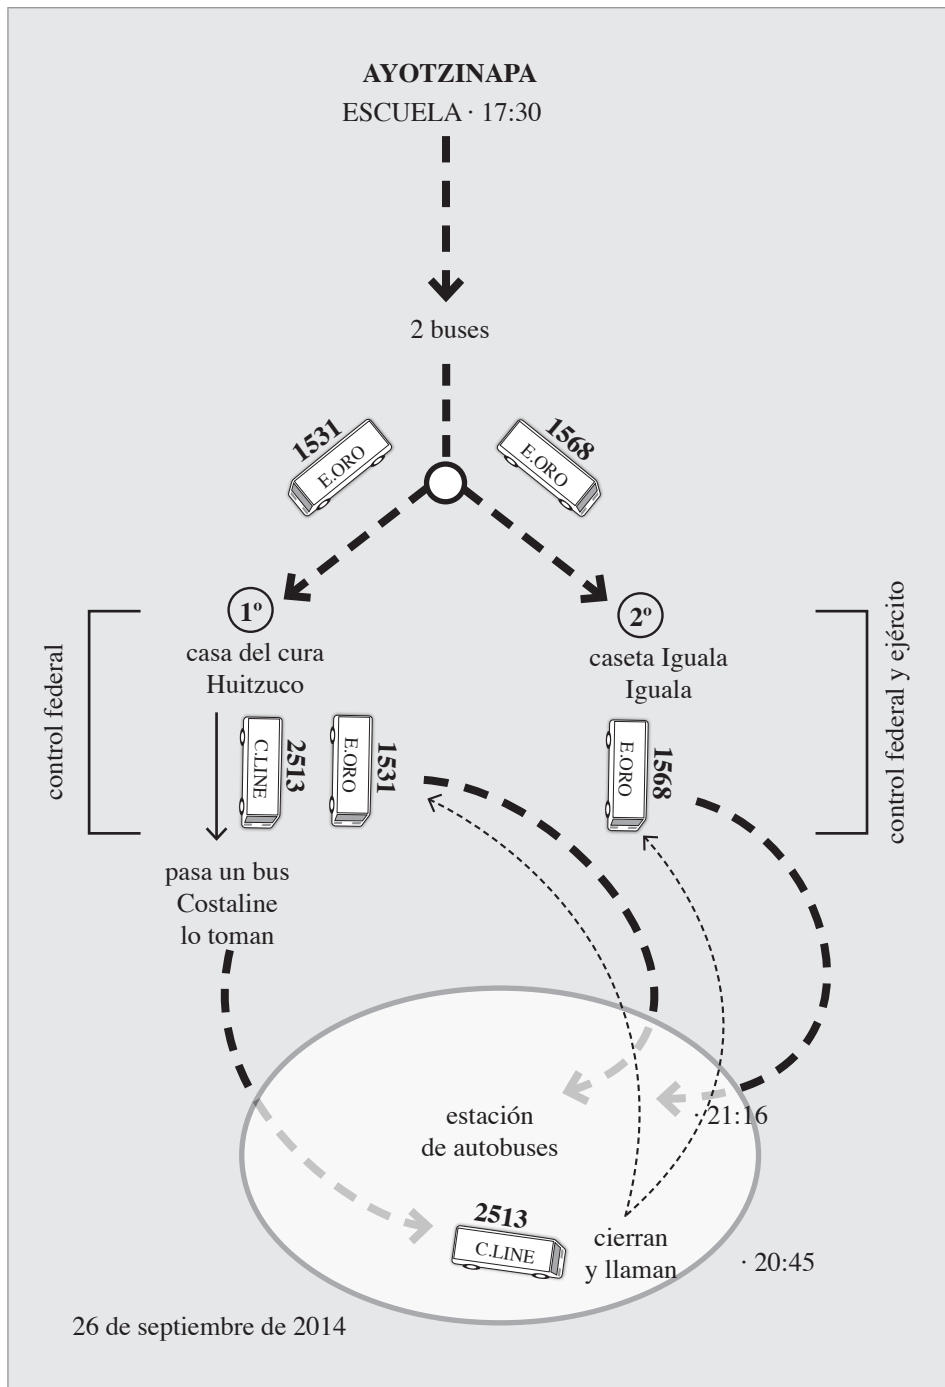 AYOTZINAPA
ESCUELA · 17:30
2 buses
1531
E.ORO
1568
E.ORO
1º
casa del cura
Huitzuco
2º
caseta Iguala
Iguala
control federal
control federal y ejército
C.LINE
2513
E.ORO
1531
E.ORO
1568
pasa un bus
Costaline
lo toman
estación
de autobuses
· 21:16
2513
C.LINE
cierran
y llaman
· 20:45
26 de septiembre de 2014